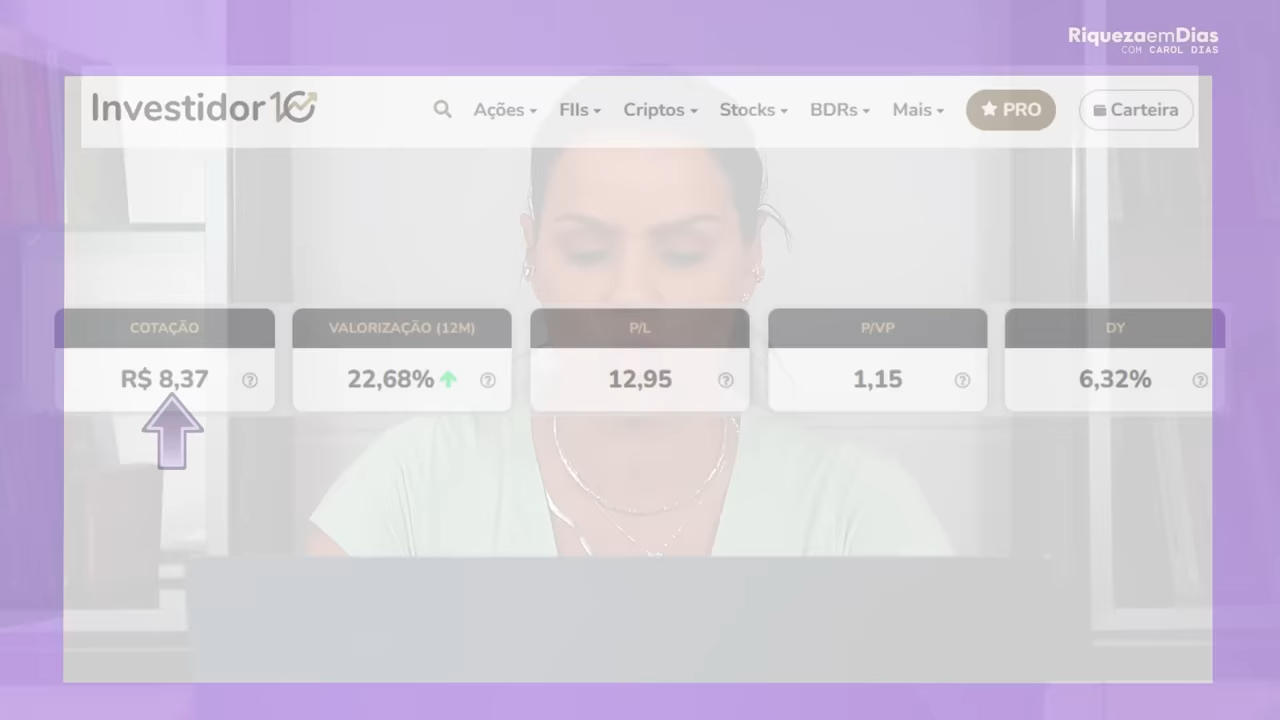 RiquezaemDias
COM CAROL DIAS
Investidor10
Ações FIIs Criptos Stocks BDRs Mais PRO Carteira
COTAÇÃO VALORIZAÇÃO (12M) P/L P/VP DY
R$ 8,37 22,68% 12,95 1,15 6,32%